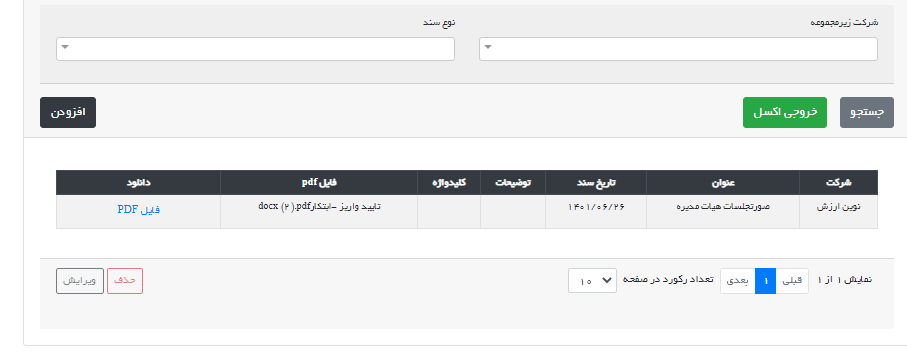 شرکت زیرمجموعه
نوع سند
جستجو
خروجی اکسل
افزودن
شرکت عنوان تاریخ سند توضیحات کلیدواژه فایل pdf دانلود
نوین ارزش صورتجلسات هیات مدیره ۱۴۰۱/۰۶/۲۶ تایید واریز -ابتکارdocx (۲).pdf فایل PDF
نمایش ۱ از ۱ قبلی ۱ بعدی تعداد رکورد در صفحه ۱۰
حذف ویرایش